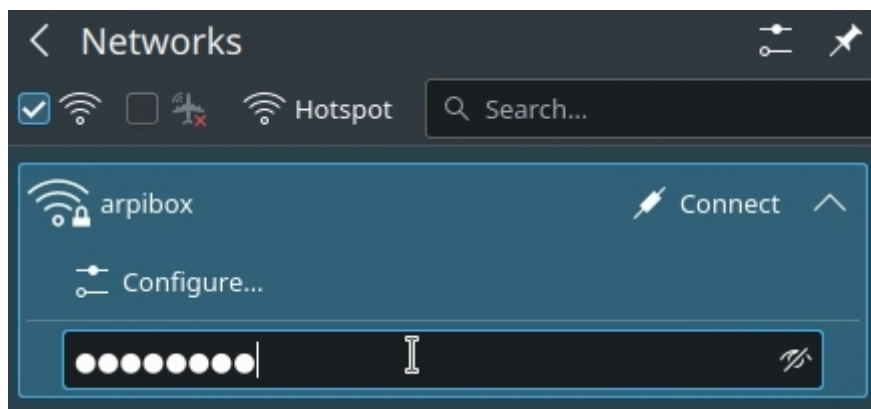 Networks
Hotspot Search...
arpibox Connect
Configure...
●●●●●●●●